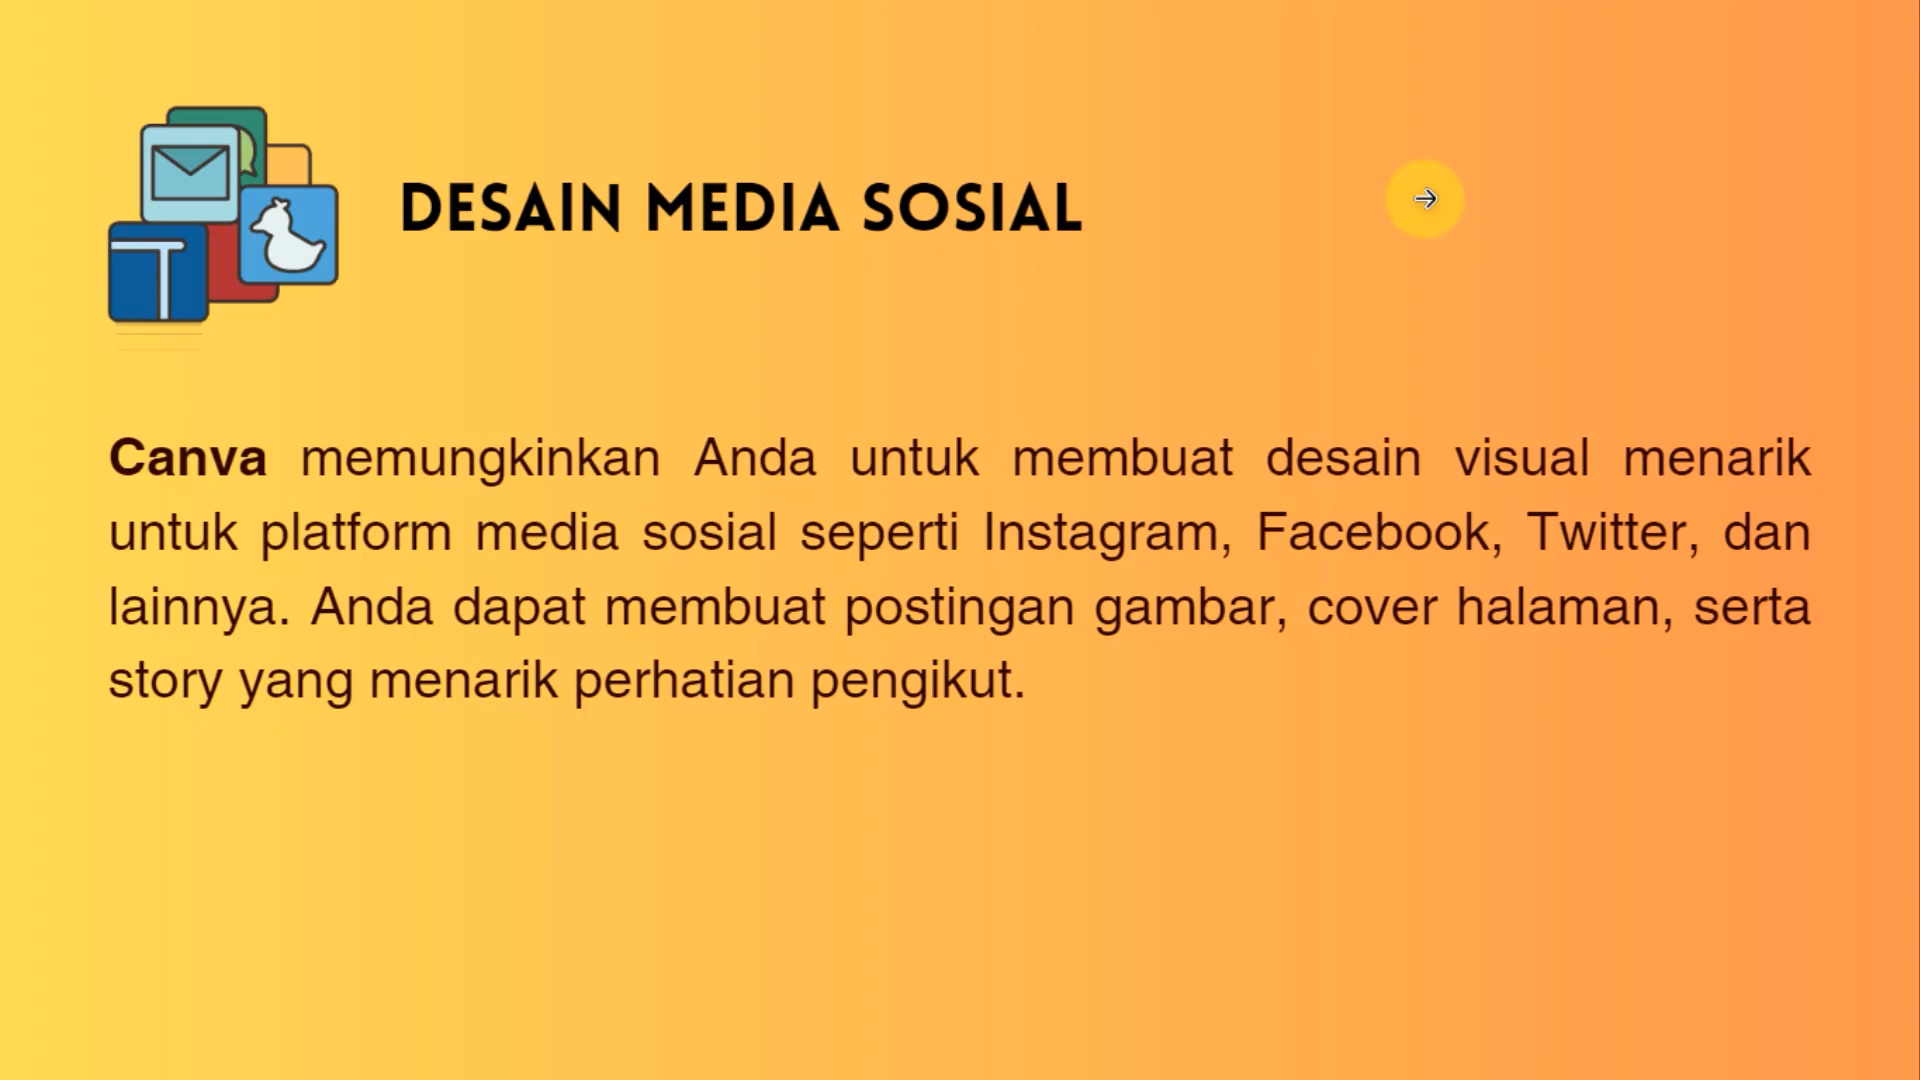 DESAIN MEDIA SOSIAL
Canva memungkinkan Anda untuk membuat desain visual menarik
untuk platform media sosial seperti Instagram, Facebook, Twitter, dan
lainnya. Anda dapat membuat postingan gambar, cover halaman, serta
story yang menarik perhatian pengikut.